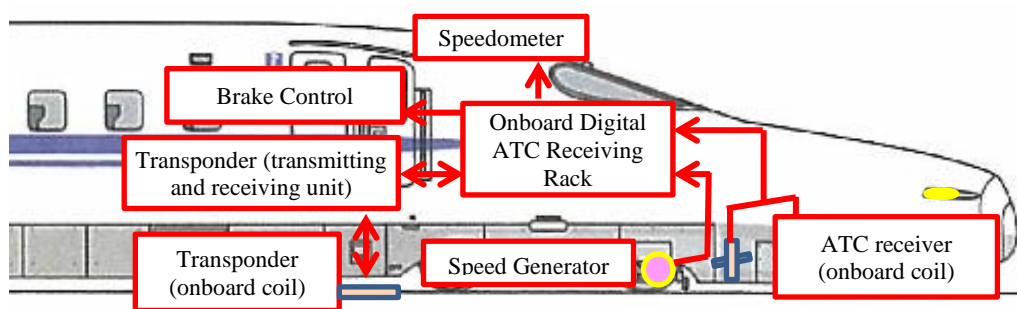 Speedometer
Brake Control
Onboard Digital
ATC Receiving
Rack
Transponder (transmitting
and receiving unit)
Transponder
(onboard coil)
Speed Generator
ATC receiver
(onboard coil)